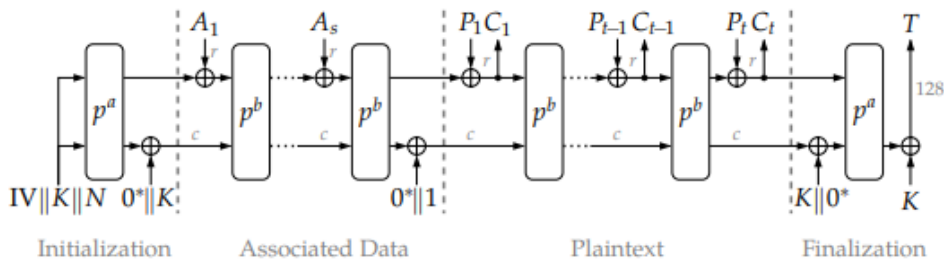 A₁ Aₛ P₁ C₁ Pₜ₋₁ Cₜ₋₁ Pₜ Cₜ T
r r r r r
pᵃ pᵇ pᵇ pᵇ pᵇ pᵃ 128
c c c c c
IV‖K‖N 0*‖K 0*‖1 K‖0* K
Initialization Associated Data Plaintext Finalization